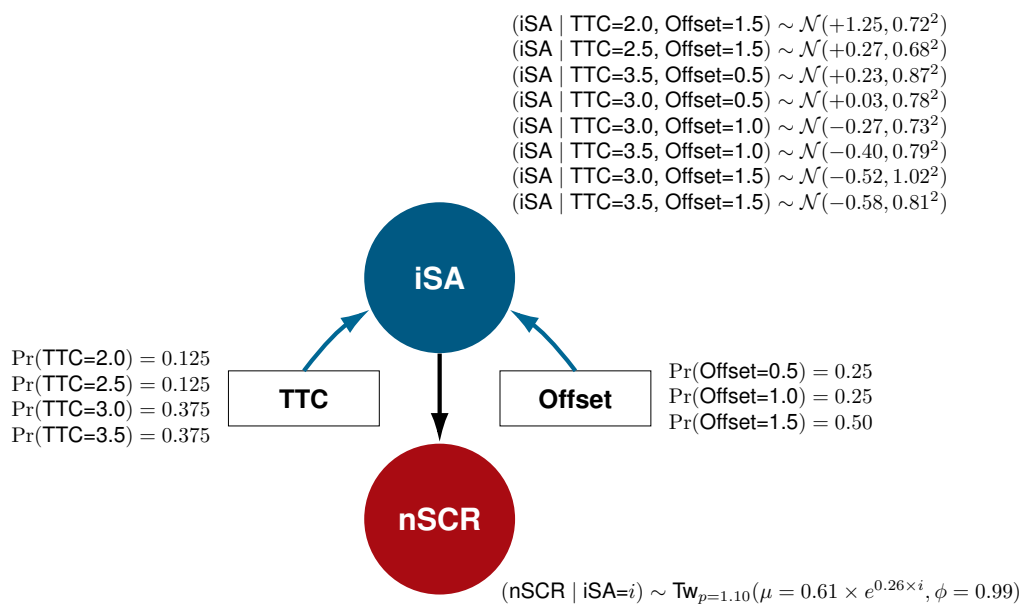 (iSA | TTC=2.0, Offset=1.5) ∼ 𝒩(+1.25, 0.72²)
(iSA | TTC=2.5, Offset=1.5) ∼ 𝒩(+0.27, 0.68²)
(iSA | TTC=3.5, Offset=0.5) ∼ 𝒩(+0.23, 0.87²)
(iSA | TTC=3.0, Offset=0.5) ∼ 𝒩(+0.03, 0.78²)
(iSA | TTC=3.0, Offset=1.0) ∼ 𝒩(−0.27, 0.73²)
(iSA | TTC=3.5, Offset=1.0) ∼ 𝒩(−0.40, 0.79²)
(iSA | TTC=3.0, Offset=1.5) ∼ 𝒩(−0.52, 1.02²)
(iSA | TTC=3.5, Offset=1.5) ∼ 𝒩(−0.58, 0.81²)
iSA
Pr(TTC=2.0) = 0.125
Pr(TTC=2.5) = 0.125
Pr(TTC=3.0) = 0.375
Pr(TTC=3.5) = 0.375
TTC
Offset
Pr(Offset=0.5) = 0.25
Pr(Offset=1.0) = 0.25
Pr(Offset=1.5) = 0.50
nSCR
(nSCR | iSA=i) ∼ Tw_{p=1.10}(μ = 0.61 × e^{0.26×i}, ϕ = 0.99)